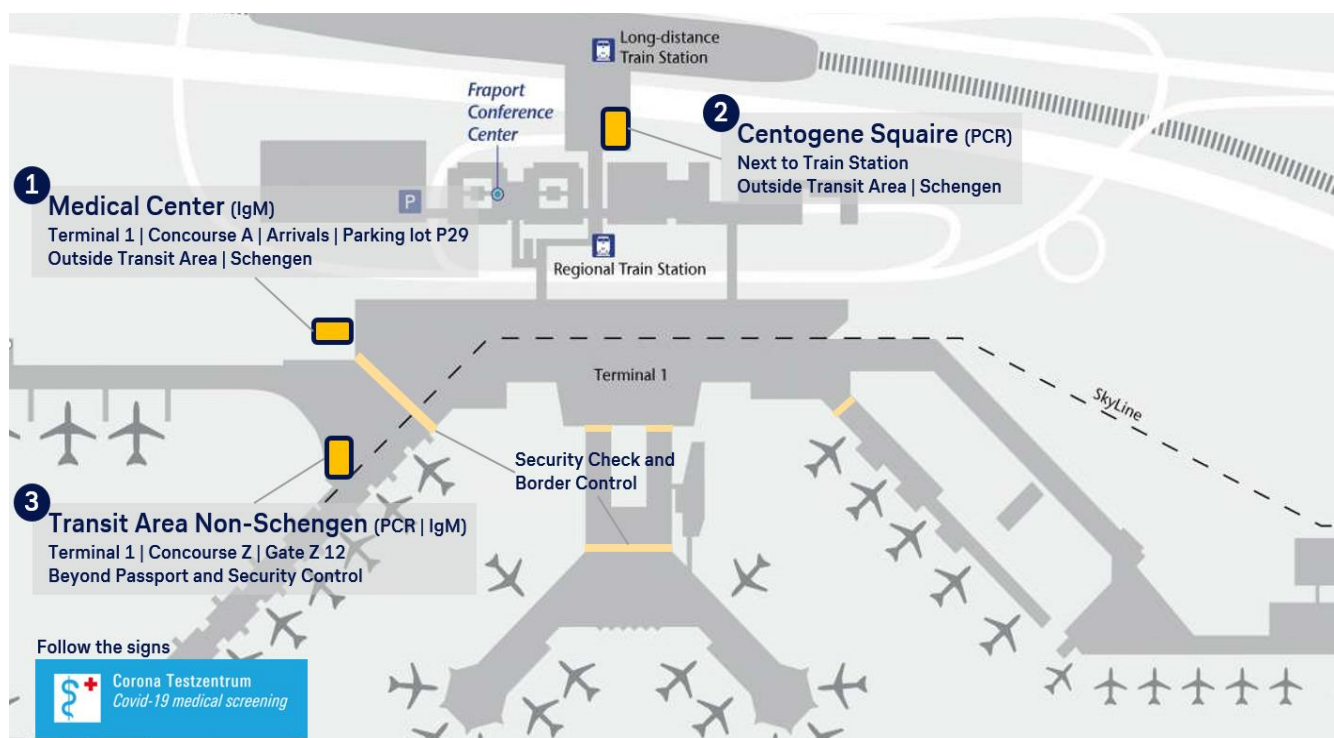 Long-distance
Train Station
Fraport
Conference
Center
2
Centogene Squaire (PCR)
Next to Train Station
Outside Transit Area | Schengen
1
Medical Center (IgM)
Terminal 1 | Concourse A | Arrivals | Parking lot P29
Outside Transit Area | Schengen
P
Regional Train Station
Terminal 1
SkyLine
Security Check and
Border Control
3
Transit Area Non-Schengen (PCR | IgM)
Terminal 1 | Concourse Z | Gate Z 12
Beyond Passport and Security Control
Follow the signs
Corona Testzentrum
Covid-19 medical screening